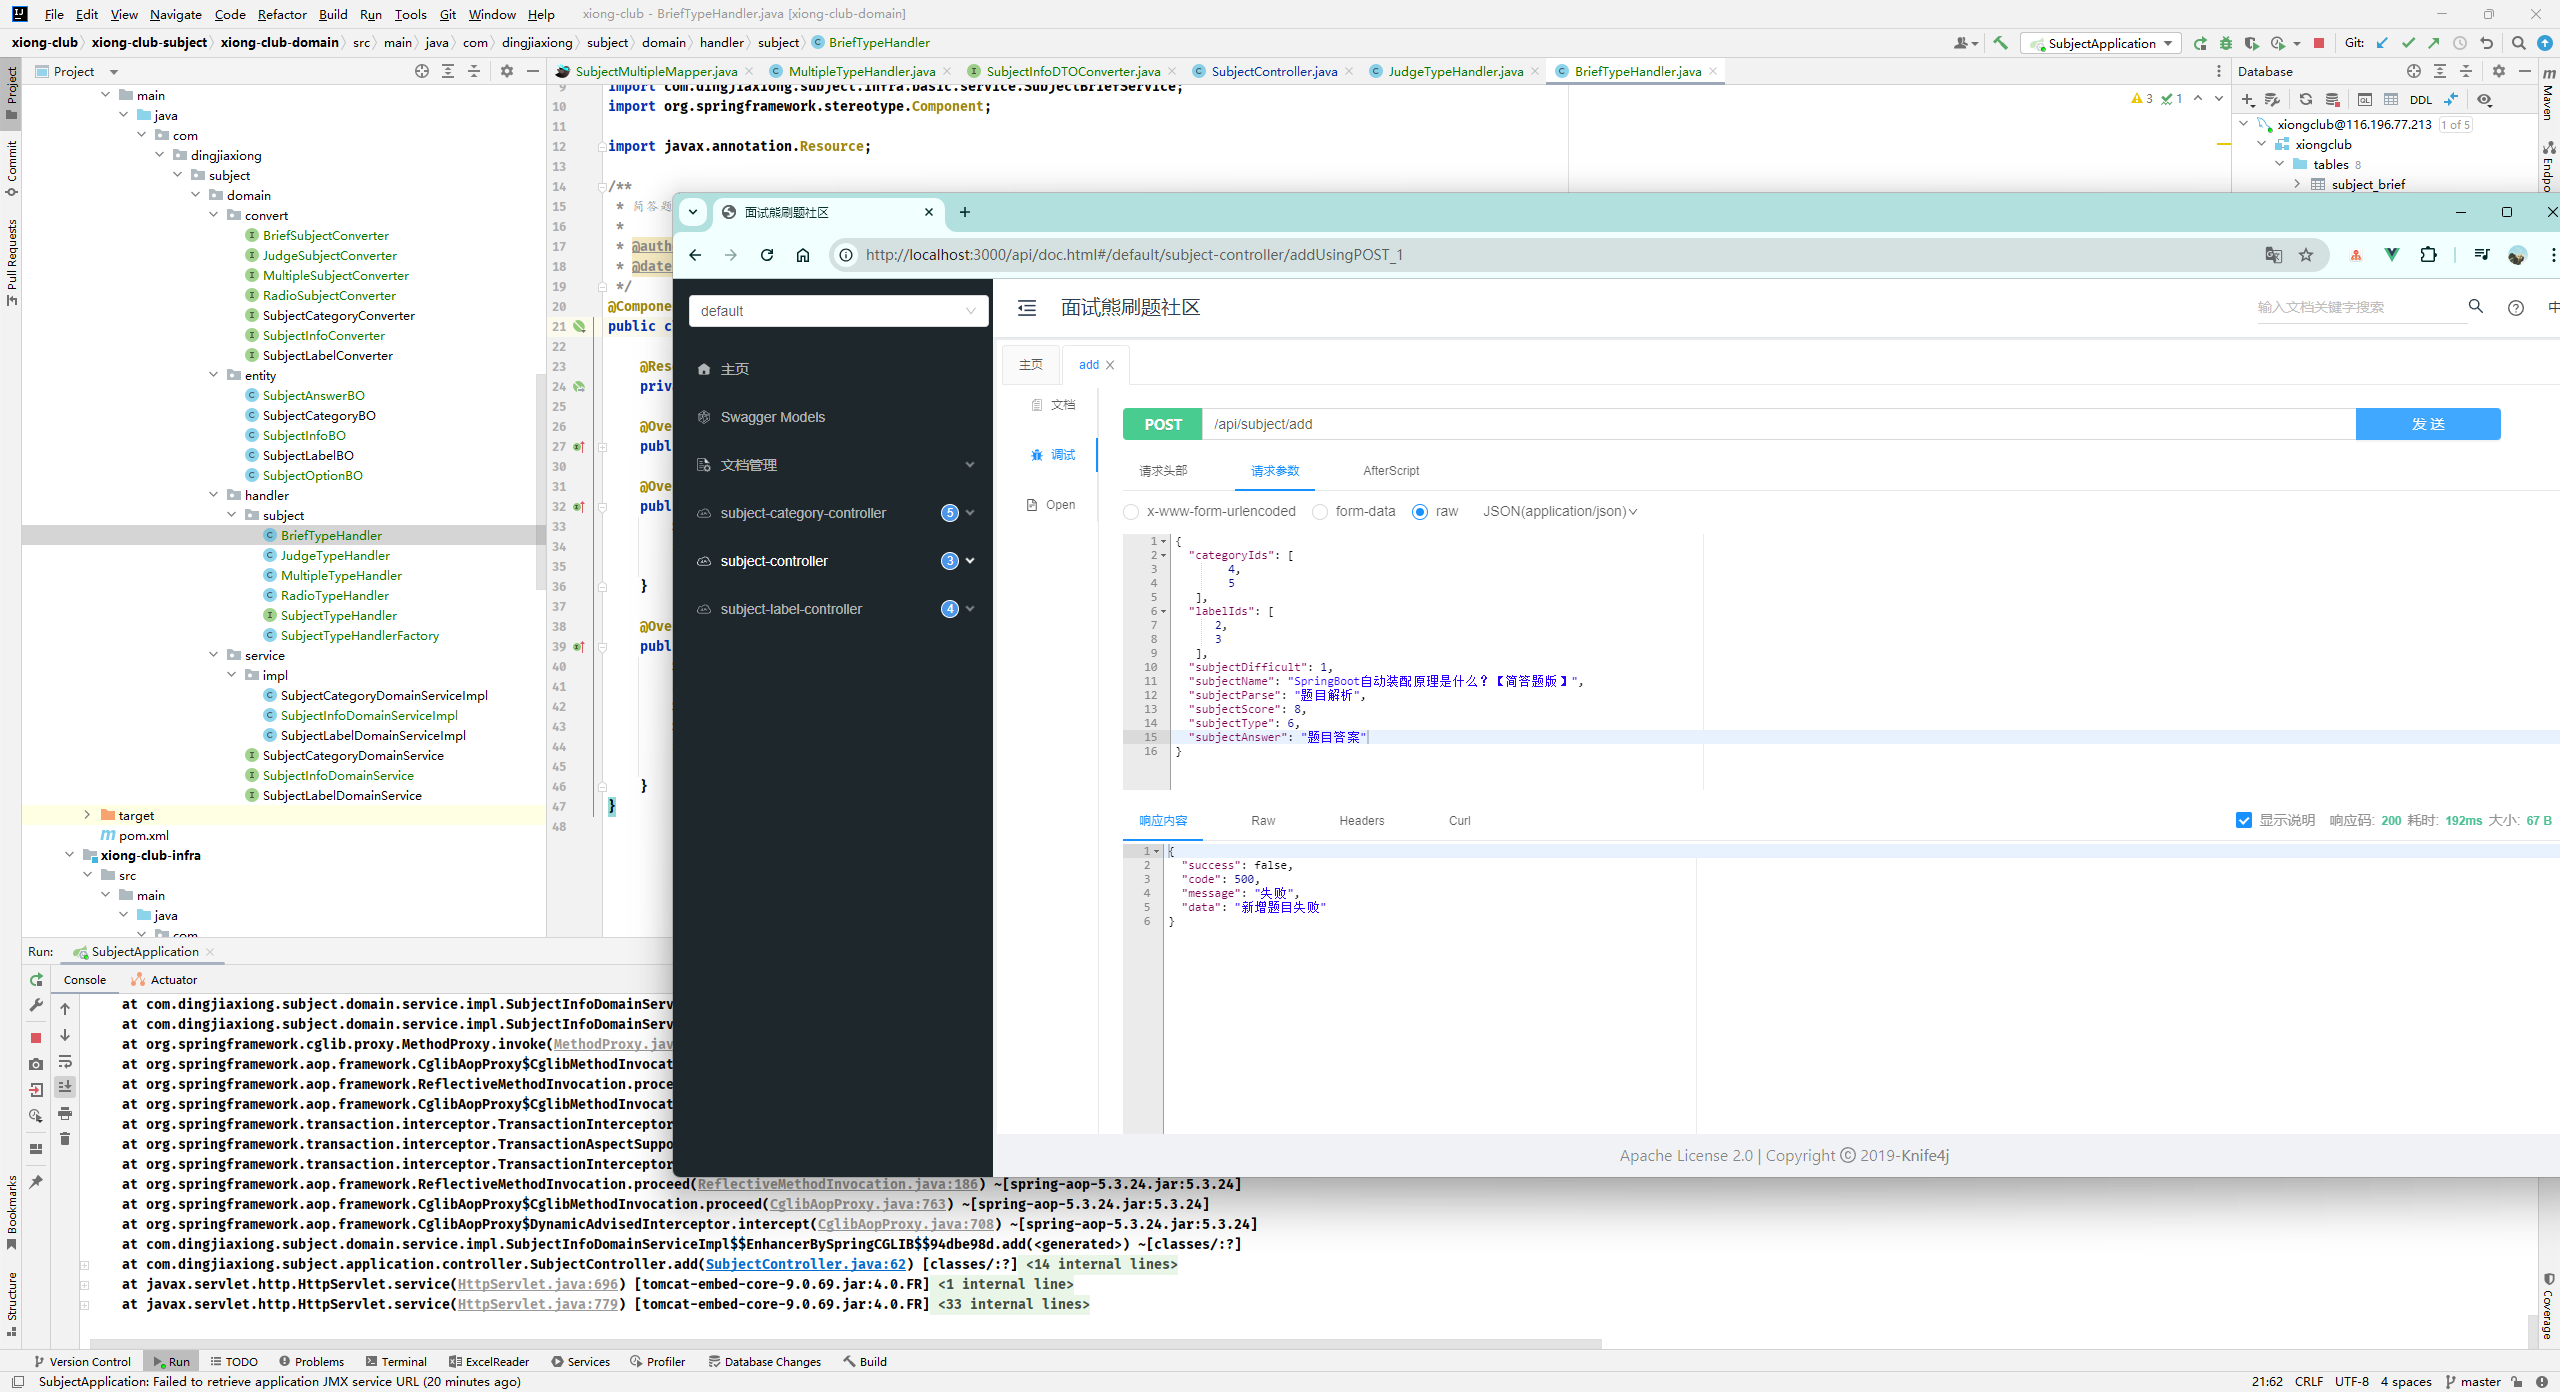 File Edit View Navigate Code Refactor Build Run Tools Git Window Help xiong-club - BriefTypeHandler.java [xiong-club-domain]
xiong-club xiong-club-subject xiong-club-domain src main java com dingjiaxiong subject domain handler subject BriefTypeHandler
SubjectApplication Git:
Project
SubjectMultipleMapper.java MultipleTypeHandler.java SubjectInfoDTOConverter.java SubjectController.java JudgeTypeHandler.java BriefTypeHandler.java
Database
Project
Commit
Pull Requests
Bookmarks
Structure
main
java
com
dingjiaxiong
subject
domain
convert
BriefSubjectConverter
JudgeSubjectConverter
MultipleSubjectConverter
RadioSubjectConverter
SubjectCategoryConverter
SubjectInfoConverter
SubjectLabelConverter
entity
SubjectAnswerBO
SubjectCategoryBO
SubjectInfoBO
SubjectLabelBO
SubjectOptionBO
handler
subject
BriefTypeHandler
JudgeTypeHandler
MultipleTypeHandler
RadioTypeHandler
SubjectTypeHandler
SubjectTypeHandlerFactory
service
impl
SubjectCategoryDomainServiceImpl
SubjectInfoDomainServiceImpl
SubjectLabelDomainServiceImpl
SubjectCategoryDomainService
SubjectInfoDomainService
SubjectLabelDomainService
target
pom.xml
xiong-club-infra
src
main
java
com
9 import com.dingjiaxiong.subject.infra.basic.service.SubjectBriefService;
10 import org.springframework.stereotype.Component;
11
12 import javax.annotation.Resource;
13
14 /**
15 * 简答题
16 *
17 * @auth
18 * @date
19 */
20 @Compone
21 public c
22
23 @Res
24 priv
25
26 @Ove
27 publ
30
31 @Ove
32 publ
33
34
35
36 }
37
38 @Ove
39 publ
40
41
42
43
44
45
46 }
47 }
48
3 1
DDL
xiongclub@116.196.77.213 1 of 5
xiongclub
tables 8
subject_brief
Maven
Endpo
Coverage
面试熊刷题社区
http://localhost:3000/api/doc.html#/default/subject-controller/addUsingPOST_1
default
主页
Swagger Models
文档管理
subject-category-controller 5
subject-controller 3
subject-label-controller 4
面试熊刷题社区
输入文档关键字搜索
中
主页 add
文档
调试
Open
POST /api/subject/add 发 送
请求头部 请求参数 AfterScript
x-www-form-urlencoded form-data raw JSON(application/json)
1 {
2 "categoryIds": [
3 4,
4 5
5 ],
6 "labelIds": [
7 2,
8 3
9 ],
10 "subjectDifficult": 1,
11 "subjectName": "SpringBoot自动装配原理是什么？【简答题版】",
12 "subjectParse": "题目解析",
13 "subjectScore": 8,
14 "subjectType": 6,
15 "subjectAnswer": "题目答案"
16 }
响应内容 Raw Headers Curl
显示说明 响应码: 200 耗时: 192ms 大小: 67 B
1 {
2 "success": false,
3 "code": 500,
4 "message": "失败",
5 "data": "新增题目失败"
6 }
Apache License 2.0 | Copyright © 2019-Knife4j
Run: SubjectApplication
Console Actuator
at com.dingjiaxiong.subject.domain.service.impl.SubjectInfoDomainServ
at com.dingjiaxiong.subject.domain.service.impl.SubjectInfoDomainServ
at org.springframework.cglib.proxy.MethodProxy.invoke(MethodProxy.jav
at org.springframework.aop.framework.CglibAopProxy$CglibMethodInvocat
at org.springframework.aop.framework.ReflectiveMethodInvocation.proce
at org.springframework.aop.framework.CglibAopProxy$CglibMethodInvocat
at org.springframework.transaction.interceptor.TransactionInterceptor
at org.springframework.transaction.interceptor.TransactionAspectSuppo
at org.springframework.transaction.interceptor.TransactionInterceptor
at org.springframework.aop.framework.ReflectiveMethodInvocation.proceed(ReflectiveMethodInvocation.java:186) ~[spring-aop-5.3.24.jar:5.3.24]
at org.springframework.aop.framework.CglibAopProxy$CglibMethodInvocation.proceed(CglibAopProxy.java:763) ~[spring-aop-5.3.24.jar:5.3.24]
at org.springframework.aop.framework.CglibAopProxy$DynamicAdvisedInterceptor.intercept(CglibAopProxy.java:708) ~[spring-aop-5.3.24.jar:5.3.24]
at com.dingjiaxiong.subject.domain.service.impl.SubjectInfoDomainServiceImpl$$EnhancerBySpringCGLIB$$94dbe98d.add(<generated>) ~[classes/:?]
at com.dingjiaxiong.subject.application.controller.SubjectController.add(SubjectController.java:62) [classes/:?] <14 internal lines>
at javax.servlet.http.HttpServlet.service(HttpServlet.java:696) [tomcat-embed-core-9.0.69.jar:4.0.FR] <1 internal line>
at javax.servlet.http.HttpServlet.service(HttpServlet.java:779) [tomcat-embed-core-9.0.69.jar:4.0.FR] <33 internal lines>
Version Control Run TODO Problems Terminal ExcelReader Services Profiler Database Changes Build
SubjectApplication: Failed to retrieve application JMX service URL (20 minutes ago)
21:62 CRLF UTF-8 4 spaces master